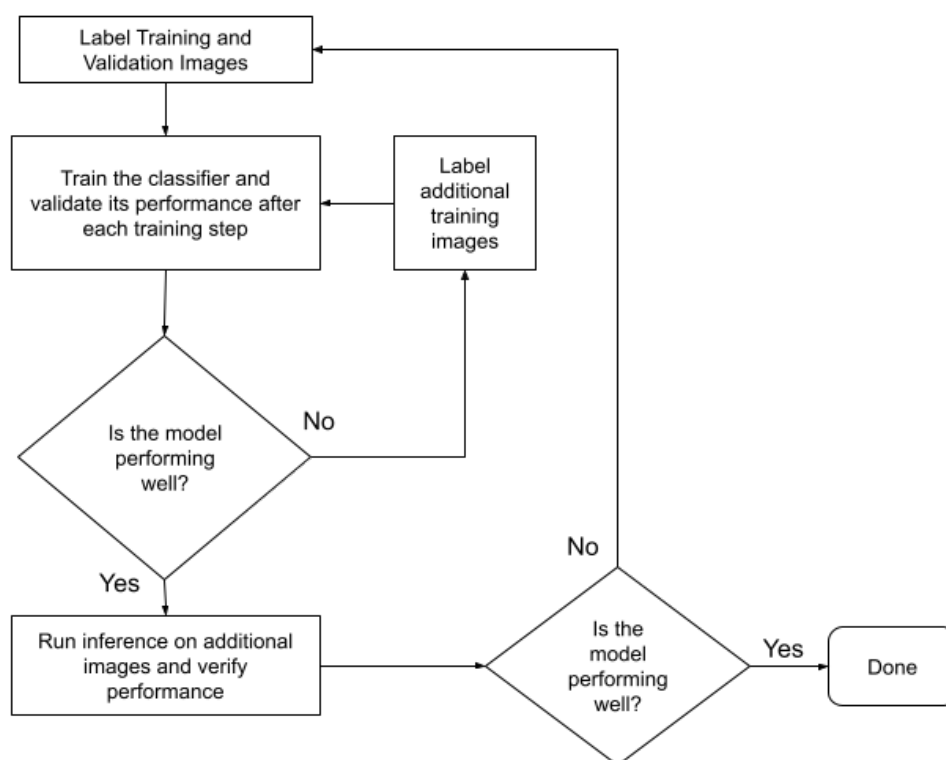 Label Training and
Validation Images
Train the classifier and
validate its performance after
each training step
Label
additional
training
images
Is the model
performing
well?
No
Yes
Run inference on additional
images and verify
performance
No
Is the
model
performing
well?
Yes
Done